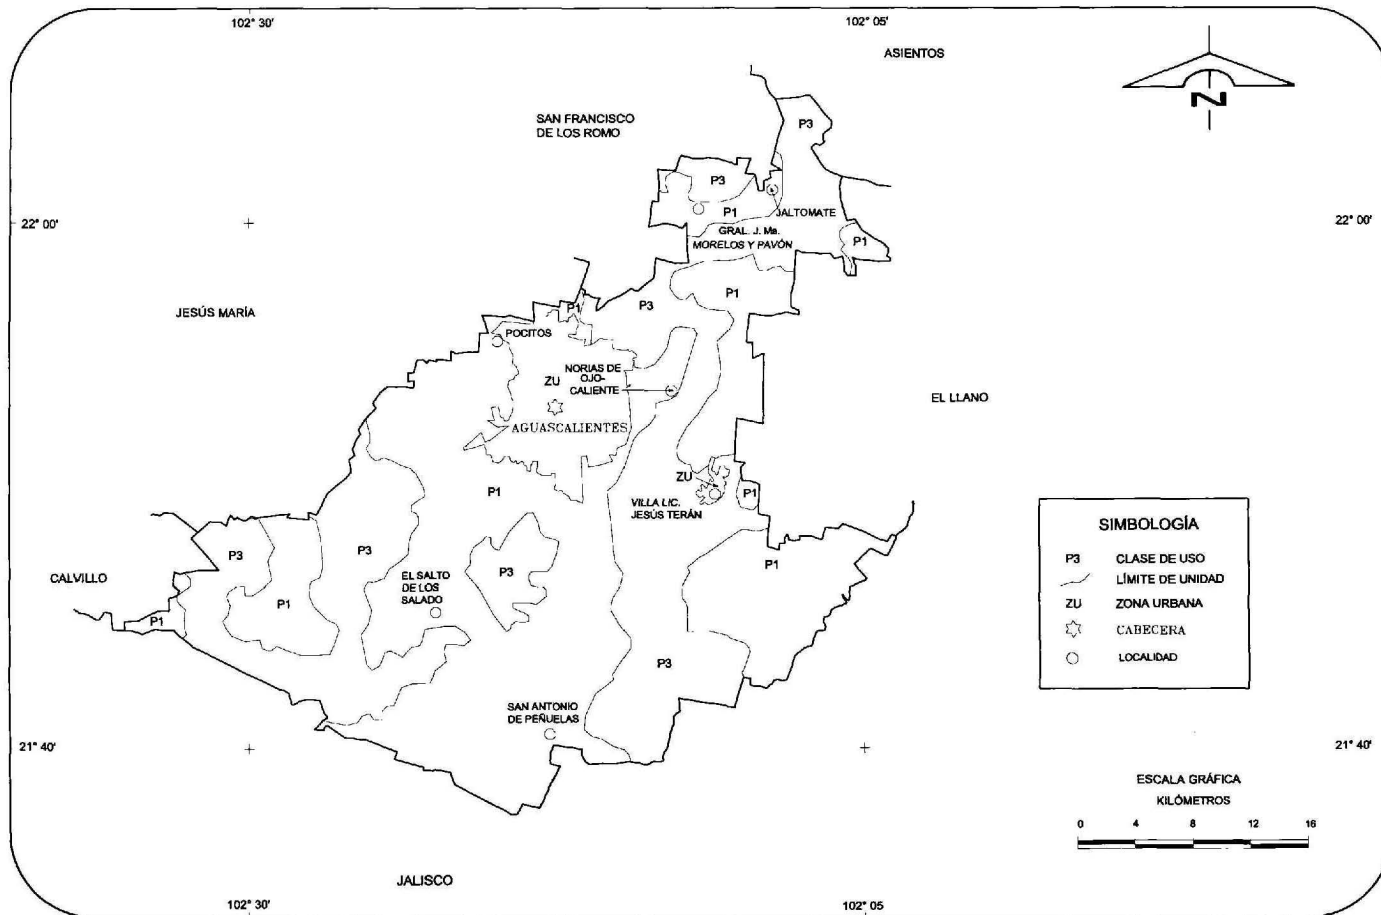 102° 30'
102° 05'
ASIENTOS
N
SAN FRANCISCO
DE LOS ROMO
P3
P3
22° 00'
P1
JALTOMATE
22° 00'
GRAL. J. Ma.
MORELOS Y PAVÓN
P1
JESÚS MARÍA
P1
P3
P1
POCITOS
NORIAS DE
OJO-
CALIENTE
ZU
EL LLANO
AGUASCALIENTES
ZU
P1
P1
VILLA LIC.
JESÚS TERÁN
SIMBOLOGÍA
P3 CLASE DE USO
LÍMITE DE UNIDAD
ZU ZONA URBANA
CABECERA
LOCALIDAD
P3
P3
P1
CALVILLO
P3
EL SALTO
DE LOS
SALADO
P1
P1
P3
SAN ANTONIO
DE PEÑUELAS
21° 40'
21° 40'
ESCALA GRÁFICA
KILÓMETROS
0 4 8 12 16
JALISCO
102° 30'
102° 05